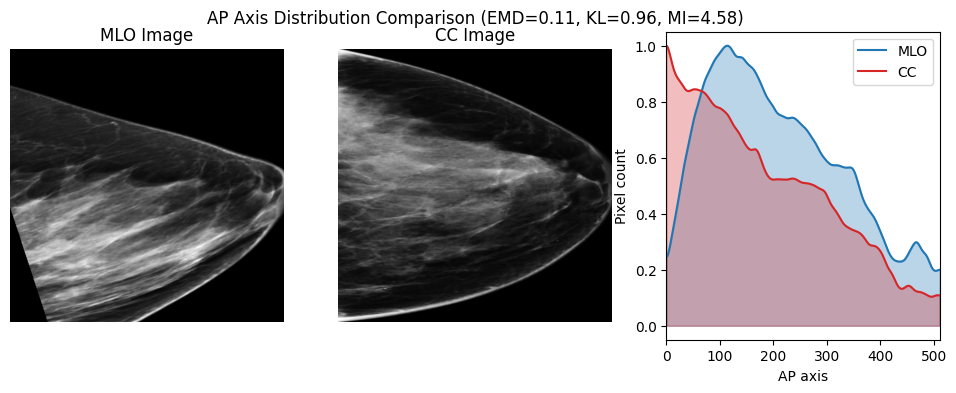 AP Axis Distribution Comparison (EMD=0.11, KL=0.96, MI=4.58)
MLO Image
CC Image
MLO
CC
Pixel count
1.0
0.8
0.6
0.4
0.2
0.0
0 100 200 300 400 500
AP axis